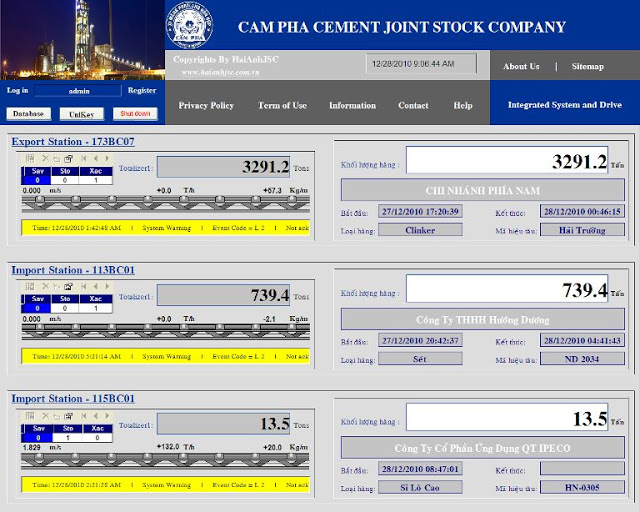 CAM PHA CEMENT JOINT STOCK COMPANY
CẨM PHẢ
Copyrights By HaiAnhJSC
www.haianhjsc.com.vn
12/28/2010 9:06:44 AM
About Us | Sitemap
Log in admin Register
Database UniKey Shut down
Privacy Policy Term of Use Information Contact Help
Integrated System and Drive
Export Station - 173BC07
Sav Sto Xac
0 0 1
Totalizer1: 3291.2 Tons
0.000 m/s +0.0 T/h +57.3 Kg/m
Time: 12/28/2010 1:42:48 AM | System Warning | Event Code = L 2 | Not ack
Khối lượng hàng : 3291.2 Tấn
CHI NHÁNH PHÍA NAM
Bắt đầu: 27/12/2010 17:20:39 Kết thúc: 28/12/2010 00:46:15
Loại hàng: Clinker Mã hiệu tàu: Hải Trường
Import Station - 113BC01
Sav Sto Xac
0 0 1
Totalizer1: 739.4 Tons
0.000 m/s +0.0 T/h -2.1 Kg/m
Time: 12/28/2010 5:21:14 AM | System Warning | Event Code = L 2 | Not ack
Khối lượng hàng : 739.4 Tấn
Công Ty THHH Hướng Dương
Bắt đầu: 27/12/2010 20:42:37 Kết thúc: 28/12/2010 04:41:43
Loại hàng: Sét Mã hiệu tàu: ND 2034
Import Station - 115BC01
Sav Sto Xac
0 1 0
Totalizer1: 13.5 Tons
1.829 m/s +132.0 T/h +20.0 Kg/m
Time: 12/28/2010 2:21:28 AM | System Warning | Event Code = L 2 | Not ack
Khối lượng hàng : 13.5 Tấn
Công Ty Cổ Phần Ứng Dụng QT IPECO
Bắt đầu: 28/12/2010 08:47:01 Kết thúc:
Loại hàng: Si Lò Cao Mã hiệu tàu: HN-0305